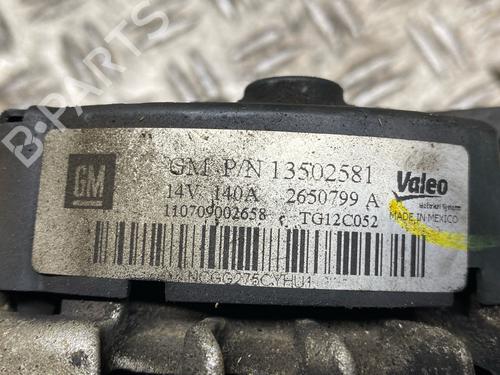 B-PARTS
GM
GM P/N 13502581
14V 140A 2650799 A
110709002658 TG12C052
Valeo
MADE IN MEXICO